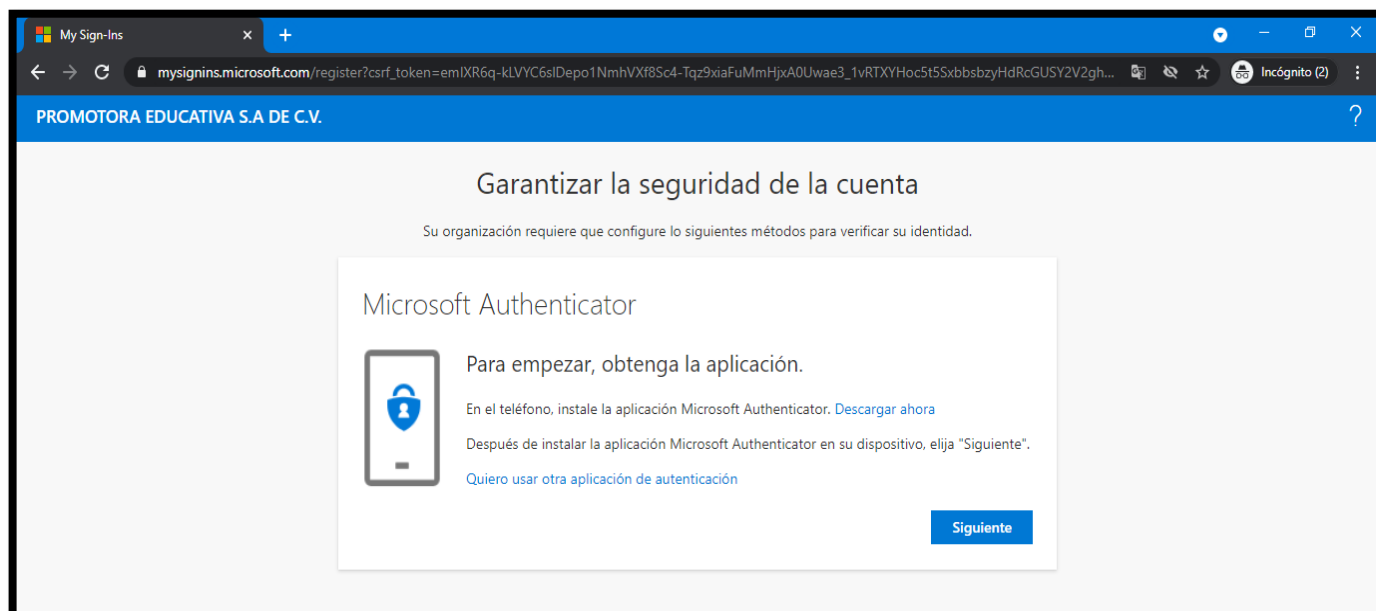 My Sign-Ins
mysignins.microsoft.com/register?csrf_token=emIXR6q-kLVYC6sIDepo1NmhVXf8Sc4-Tqz9xiaFuMmHjxA0Uwae3_1vRTXYHoc5t5SxbbsbzyHdRcGUSY2V2gh...
Incógnito (2)
PROMOTORA EDUCATIVA S.A DE C.V.
?
Garantizar la seguridad de la cuenta
Su organización requiere que configure lo siguientes métodos para verificar su identidad.
Microsoft Authenticator
Para empezar, obtenga la aplicación.
En el teléfono, instale la aplicación Microsoft Authenticator. Descargar ahora
Después de instalar la aplicación Microsoft Authenticator en su dispositivo, elija "Siguiente".
Quiero usar otra aplicación de autenticación
Siguiente